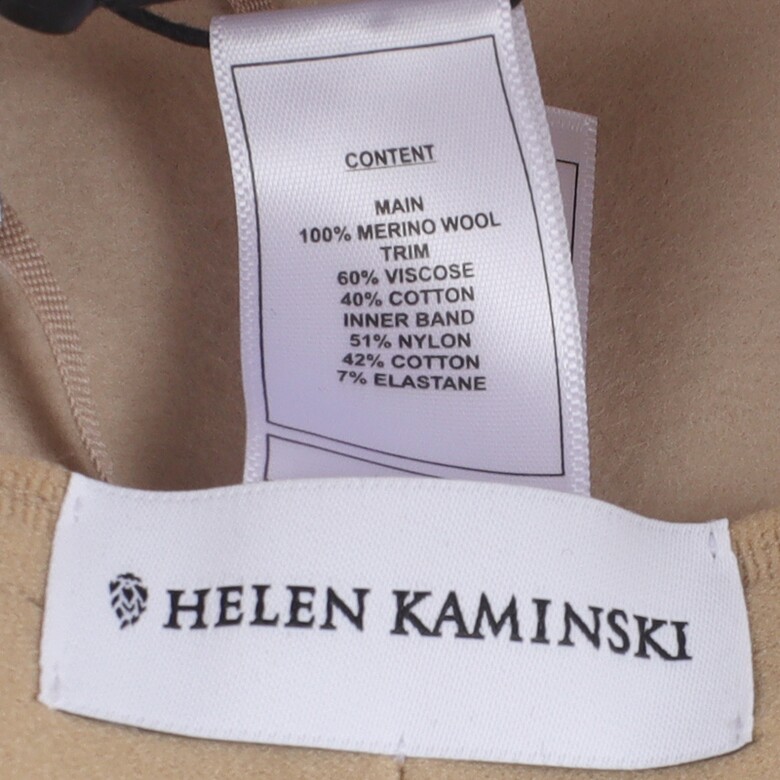 CONTENT
MAIN
100% MERINO WOOL
TRIM
60% VISCOSE
40% COTTON
INNER BAND
51% NYLON
42% COTTON
7% ELASTANE
HELEN KAMINSKI